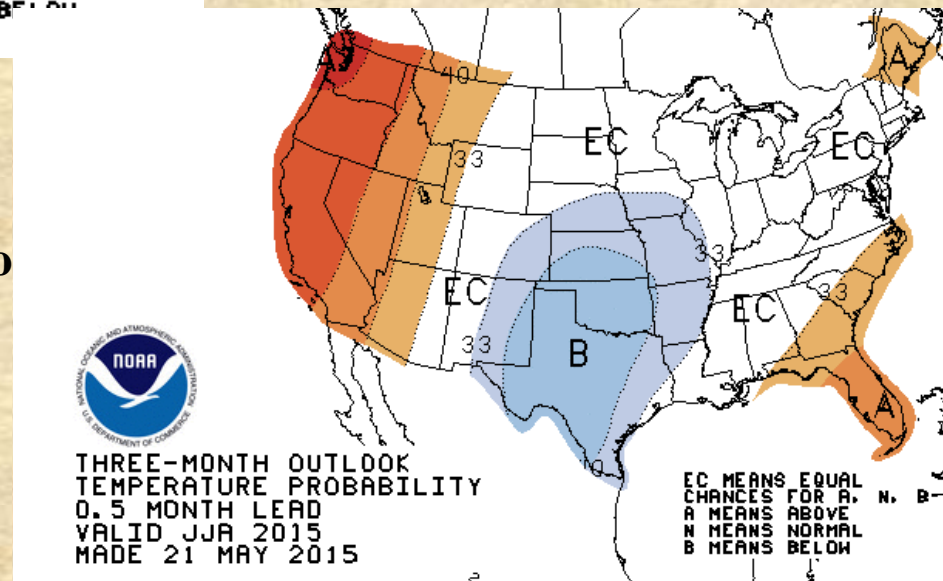 A
40
A
EC
33
EC
33
EC
33
EC
33
33
B
A
NATIONAL OCEANIC AND ATMOSPHERIC ADMINISTRATION
NOAA
U.S. DEPARTMENT OF COMMERCE
THREE-MONTH OUTLOOK
TEMPERATURE PROBABILITY
0.5 MONTH LEAD
VALID JJA 2015
MADE 21 MAY 2015
EC MEANS EQUAL
CHANCES FOR A, N, B
A MEANS ABOVE
N MEANS NORMAL
B MEANS BELOW